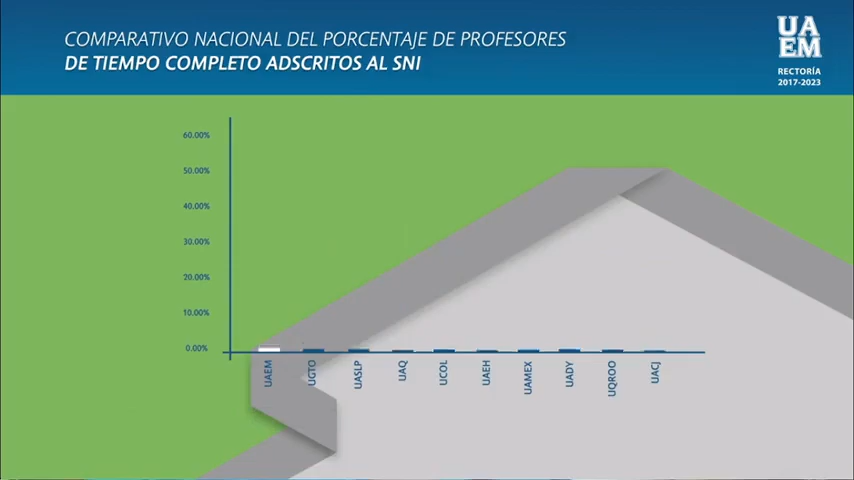 COMPARATIVO NACIONAL DEL PORCENTAJE DE PROFESORES
DE TIEMPO COMPLETO ADSCRITOS AL SNI
UA
EM
RECTORÍA
2017-2023
60.00%
50.00%
40.00%
30.00%
20.00%
10.00%
0.00%
UAEM
UGTO
UASLP
UAQ
UCOL
UAEH
UAMEX
UADY
UQROO
UACJ